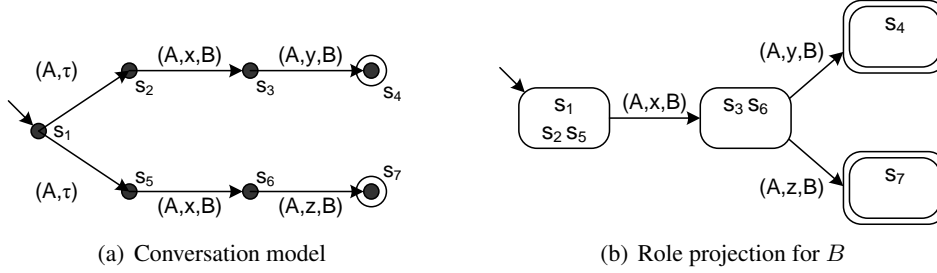 (A,τ)
(A,x,B)
(A,y,B)
s2
s3
s4
s1
(A,τ)
s5
s6
s7
(A,x,B)
(A,z,B)
(a) Conversation model
s4
(A,y,B)
s1
s2 s5
(A,x,B)
s3 s6
(A,z,B)
s7
(b) Role projection for B